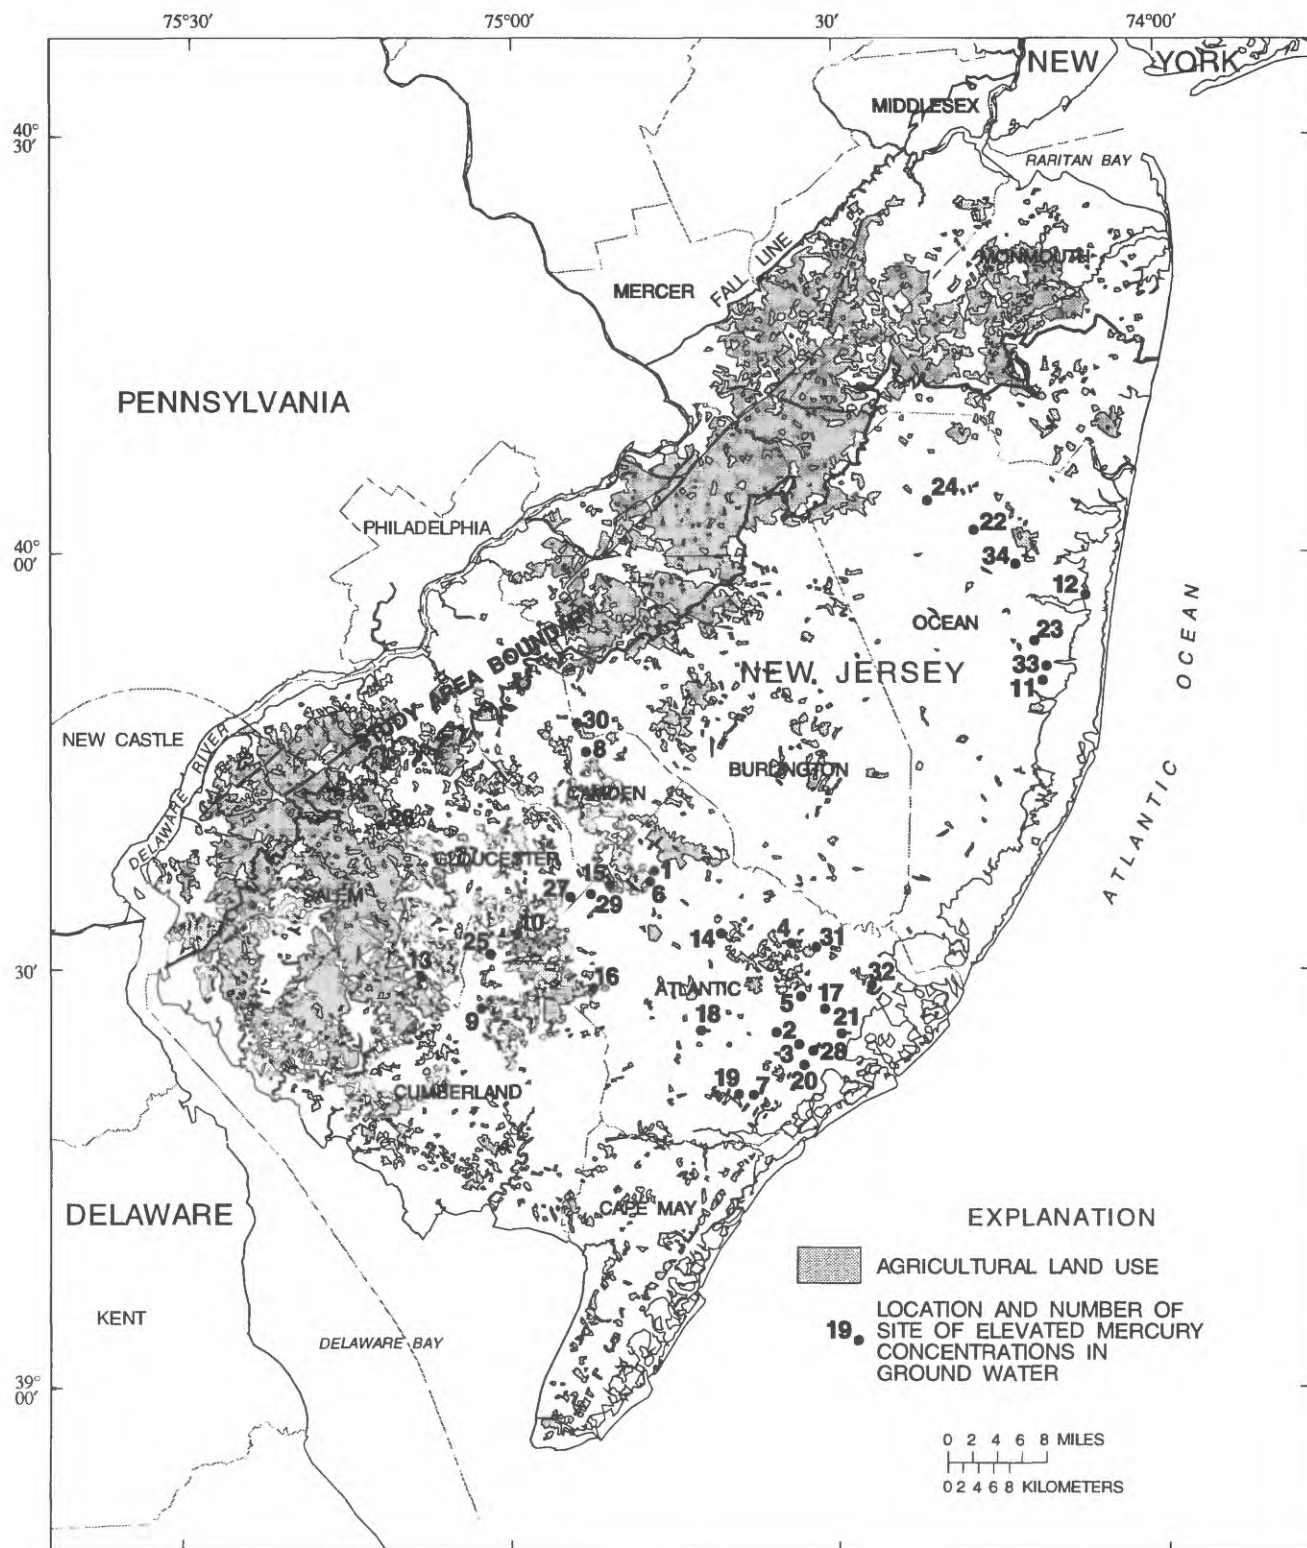 75°30′
75°00′
30′
74°00′
NEW YORK
MIDDLESEX
40°
30′
RARITAN BAY
FALL LINE
MONMOUTH
MERCER
PENNSYLVANIA
24
PHILADELPHIA
22
40°
00′
34
12
OCEAN
23
STUDY AREA BOUNDARY
NEW JERSEY
33
11
ATLANTIC OCEAN
30
NEW CASTLE
8
BURLINGTON
DELAWARE RIVER
CAMDEN
26
GLOUCESTER
15
1
SALEM
27
29
6
10
14
4
31
25
30′
13
32
16
ATLANTIC
5
17
9
18
21
2
3
28
20
19
7
CUMBERLAND
CAPE MAY
DELAWARE
EXPLANATION
AGRICULTURAL LAND USE
KENT
LOCATION AND NUMBER OF
19
SITE OF ELEVATED MERCURY
CONCENTRATIONS IN
GROUND WATER
DELAWARE BAY
39°
00′
0 2 4 6 8 MILES
0 2 4 6 8 KILOMETERS